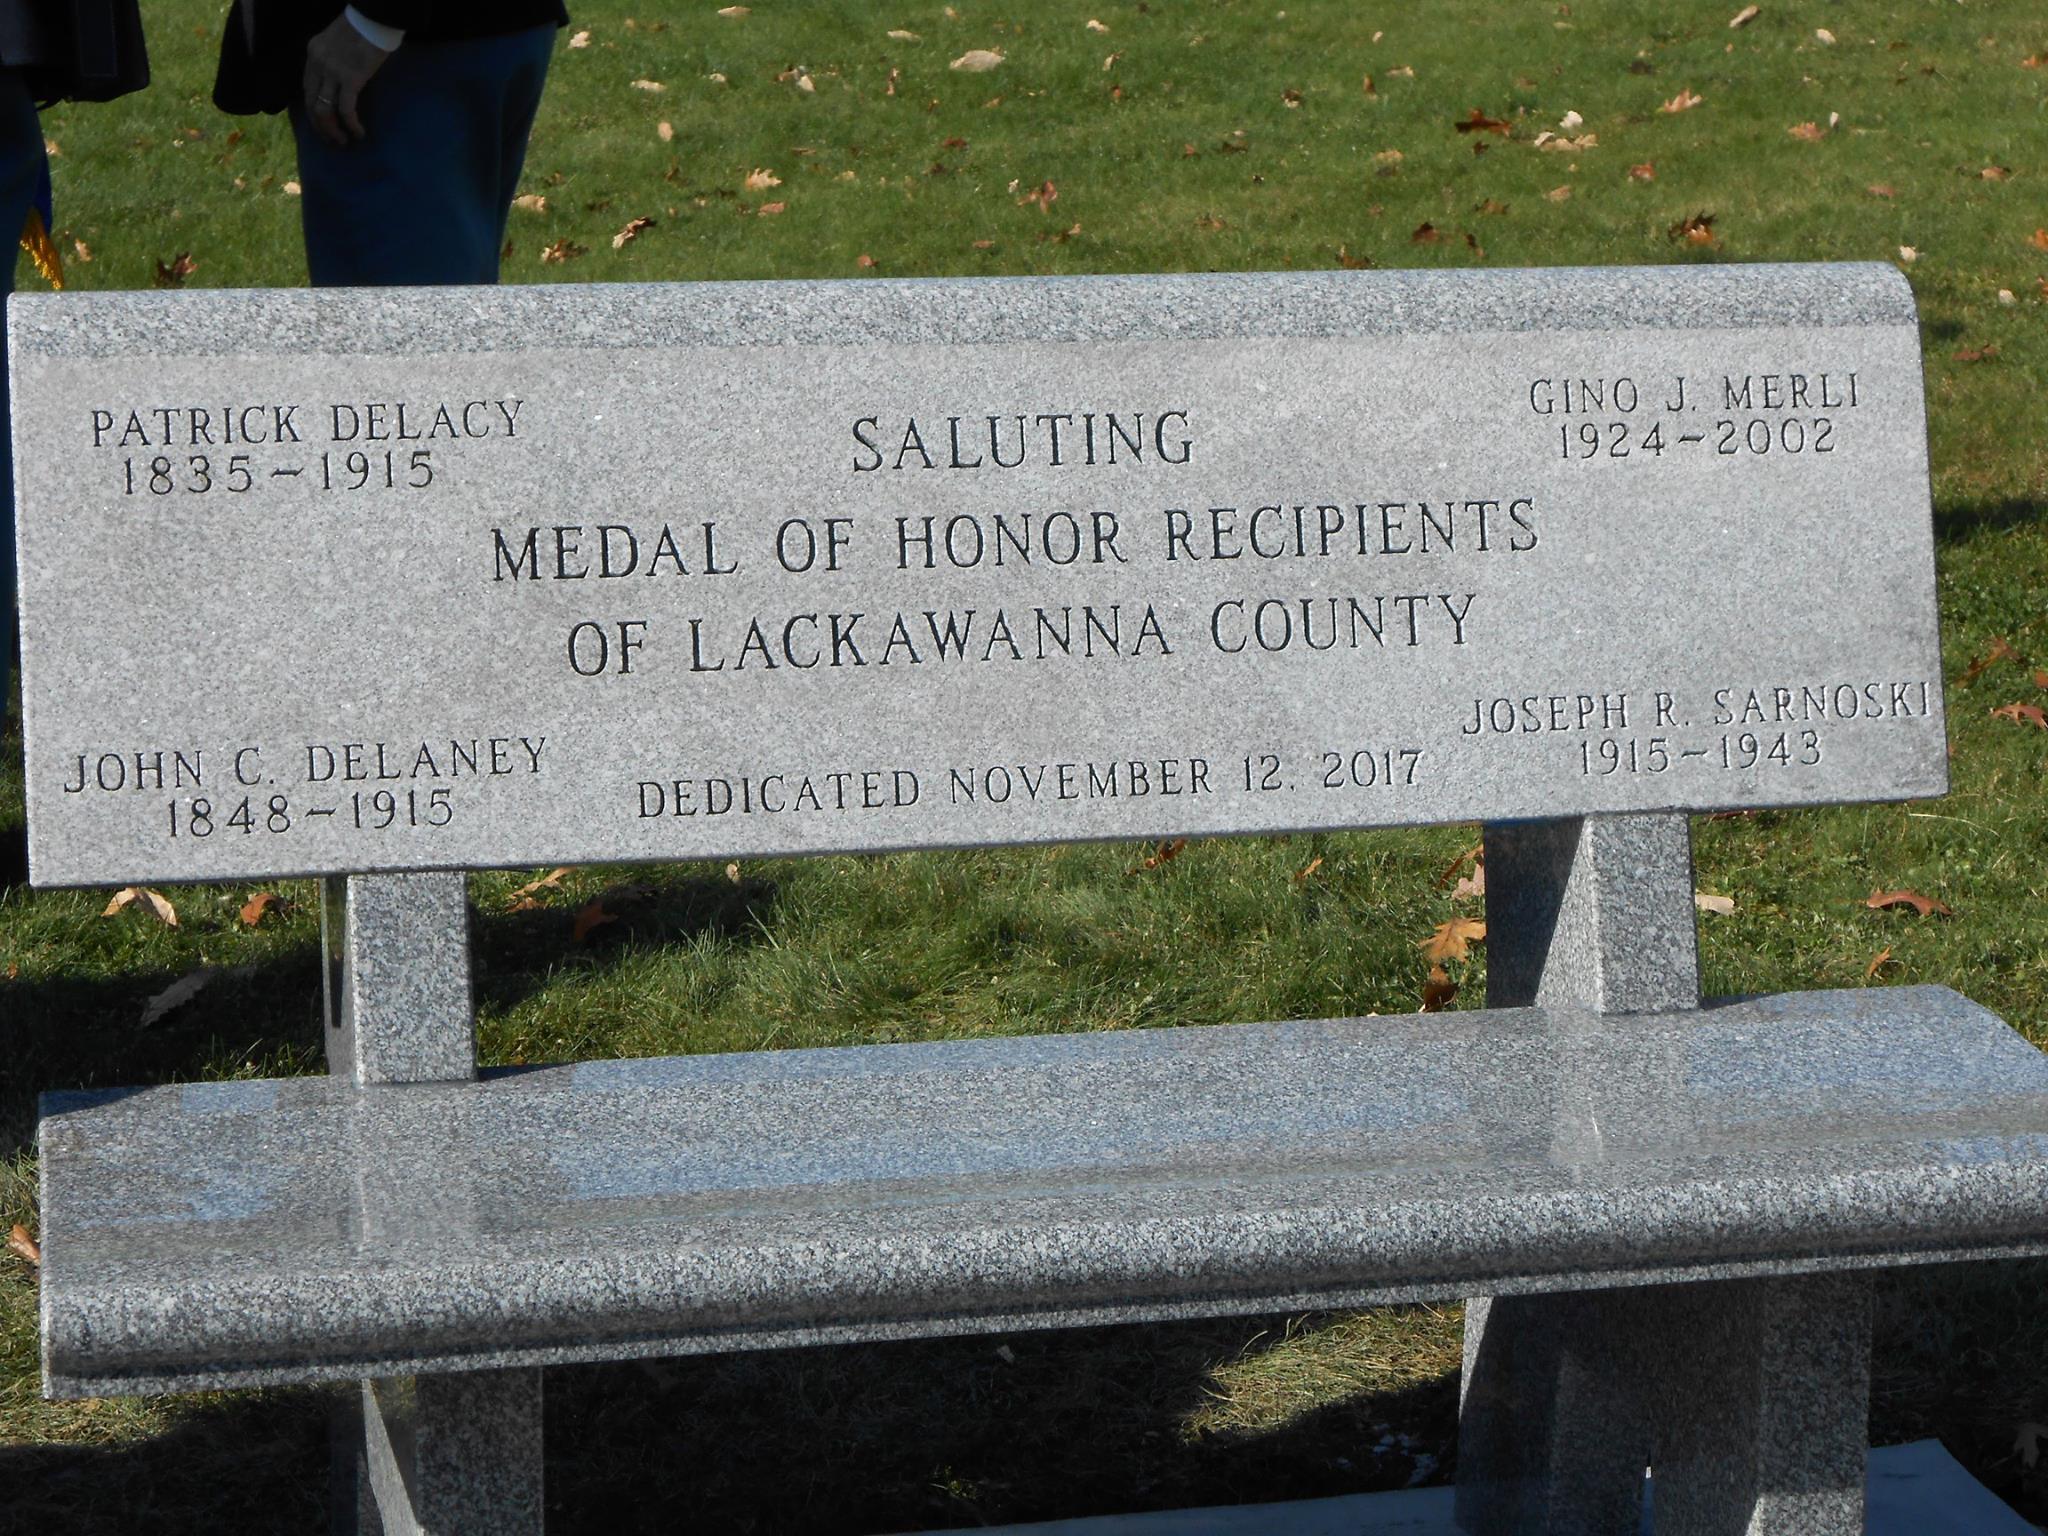 PATRICK DELACY
1835~1915
GINO J. MERLI
1924~2002
SALUTING
MEDAL OF HONOR RECIPIENTS
OF LACKAWANNA COUNTY
JOHN C. DELANEY
1848~1915
DEDICATED NOVEMBER 12, 2017
JOSEPH R. SARNOSKI
1915~1943